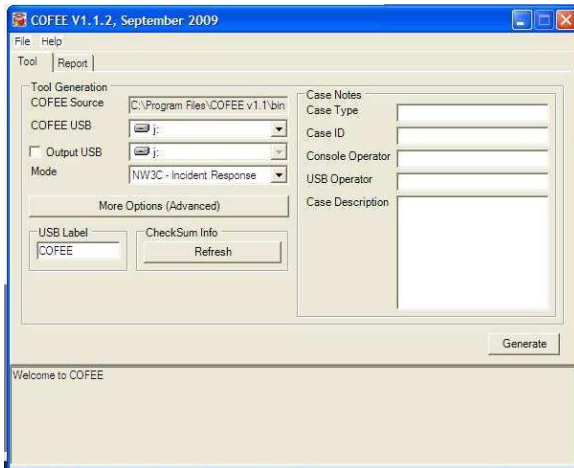 COFEE V1.1.2, September 2009
File Help
Tool Report
Tool Generation
COFEE Source C:\Program Files\COFEE v1.1\bin
COFEE USB j:
Output USB j:
Mode NW3C - Incident Response
More Options (Advanced)
USB Label
COFEE
CheckSum Info
Refresh
Case Notes
Case Type
Case ID
Console Operator
USB Operator
Case Description
Generate
Welcome to COFEE